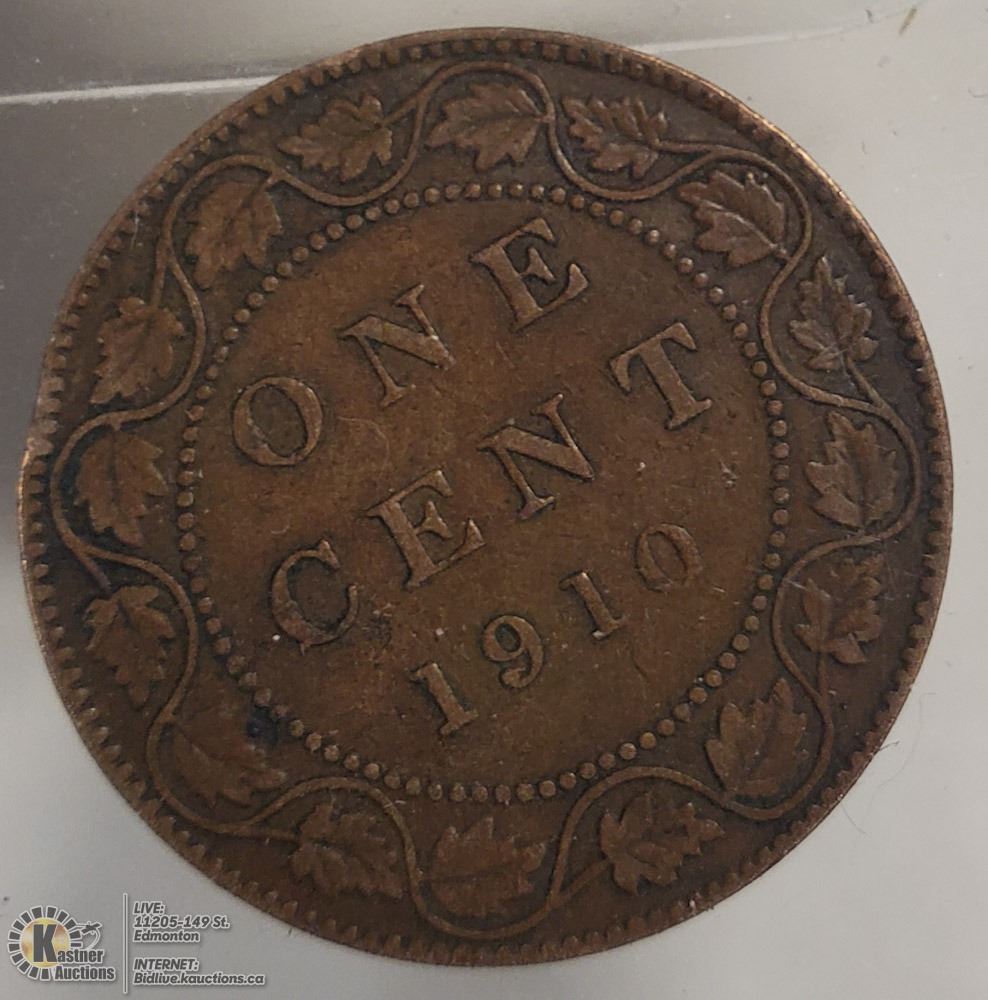 ONE
CENT
1910
Kastner
Auctions
LIVE:
11205-149 St.
Edmonton
INTERNET:
Bidlive.kauctions.ca